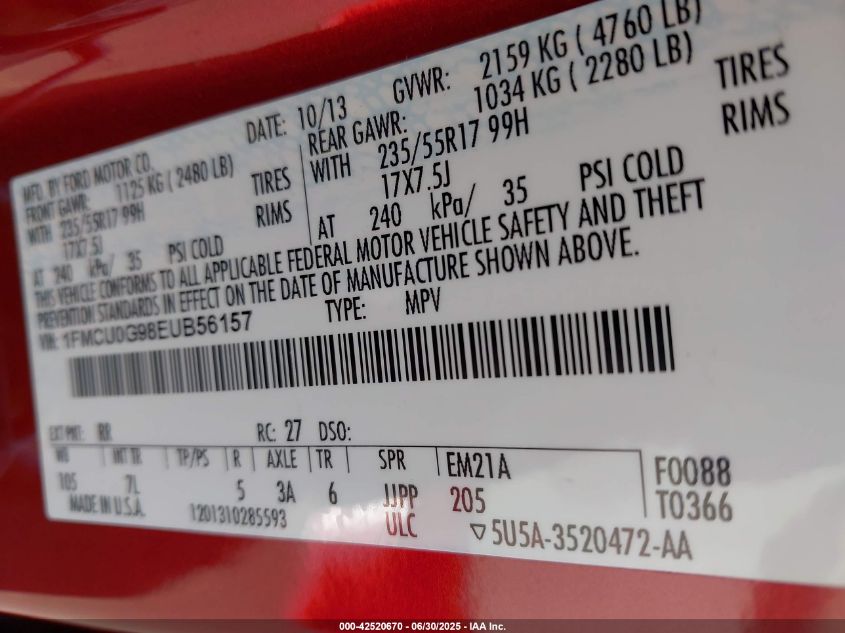 MFD. BY FORD MOTOR CO.
DATE: 10/13
GVWR: 2159 KG ( 4760 LB)
FRONT GAWR: 1125 KG ( 2480 LB)
REAR GAWR: 1034 KG ( 2280 LB)
WITH 235/55R17 99H TIRES
WITH 235/55R17 99H TIRES
17X7.5J RIMS
17X7.5J RIMS
AT 240 kPa/ 35 PSI COLD
AT 240 kPa/ 35 PSI COLD
THIS VEHICLE CONFORMS TO ALL APPLICABLE FEDERAL MOTOR VEHICLE SAFETY AND THEFT
PREVENTION STANDARDS IN EFFECT ON THE DATE OF MANUFACTURE SHOWN ABOVE.
VIN: 1FMCU0G98EUB56157
TYPE: MPV
EXT PNT: RR RC: 27 DSO:
WB INT TR TP/PS R AXLE TR SPR EM21A
105 7L 5 3A 6 JJPP 205
F0088
T0366
MADE IN U.S.A. 1201310285593 ULC
▽5U5A-3520472-AA
000-42520670 - 06/30/2025 - IAA Inc.